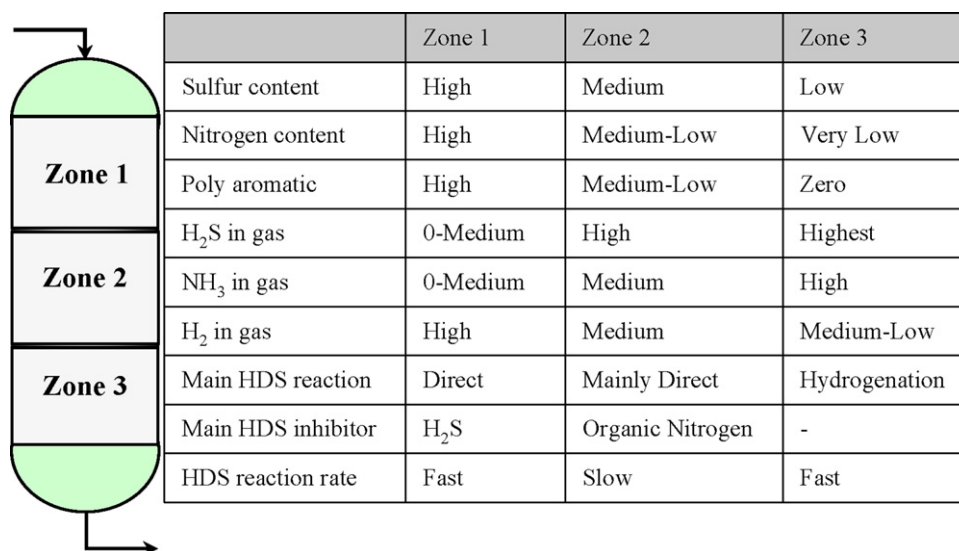 Zone 1
Zone 2
Zone 3
Zone 1 Zone 2 Zone 3
Sulfur content High Medium Low
Nitrogen content High Medium-Low Very Low
Poly aromatic High Medium-Low Zero
H₂S in gas 0-Medium High Highest
NH₃ in gas 0-Medium Medium High
H₂ in gas High Medium Medium-Low
Main HDS reaction Direct Mainly Direct Hydrogenation
Main HDS inhibitor H₂S Organic Nitrogen -
HDS reaction rate Fast Slow Fast